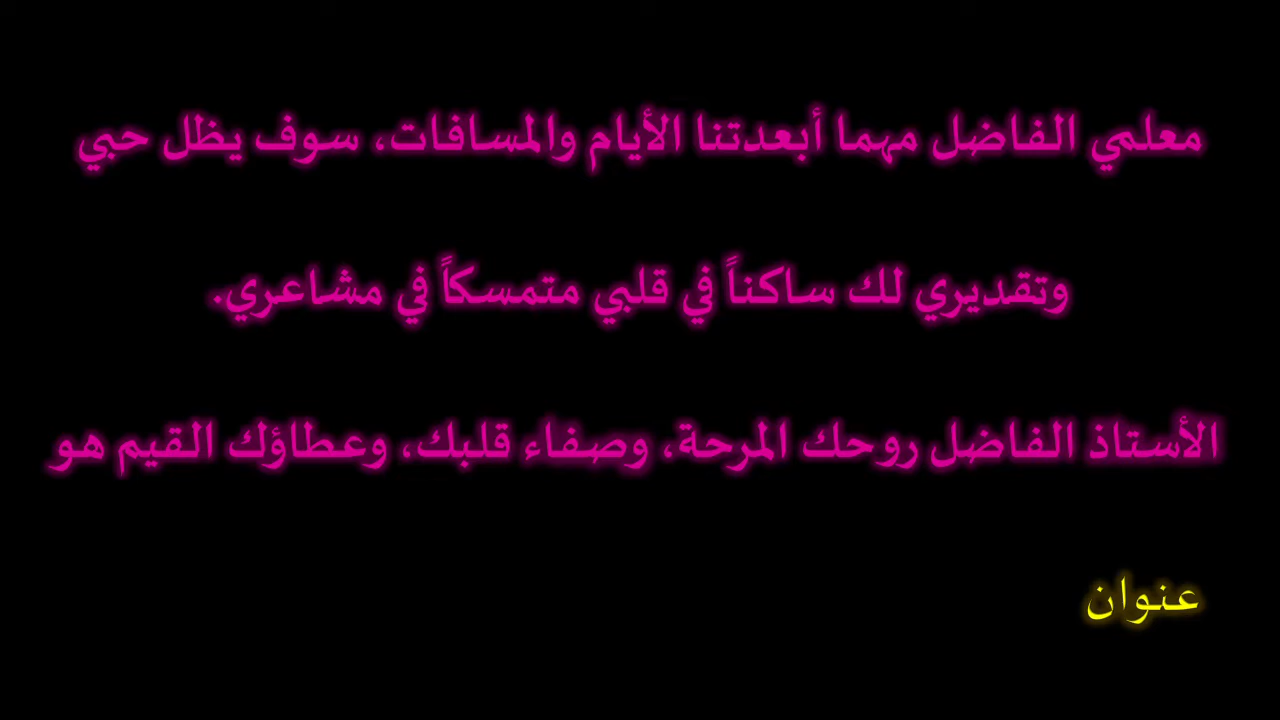 معلمي الفاضل مهما أبعدتنا الأيام والمسافات، سوف يظل حبي
وتقديري لك ساكناً في قلبي متمسكاً في مشاعري.
الأستاذ الفاضل روحك المرحة، وصفاء قلبك، وعطاؤك القيم هو
عنوان